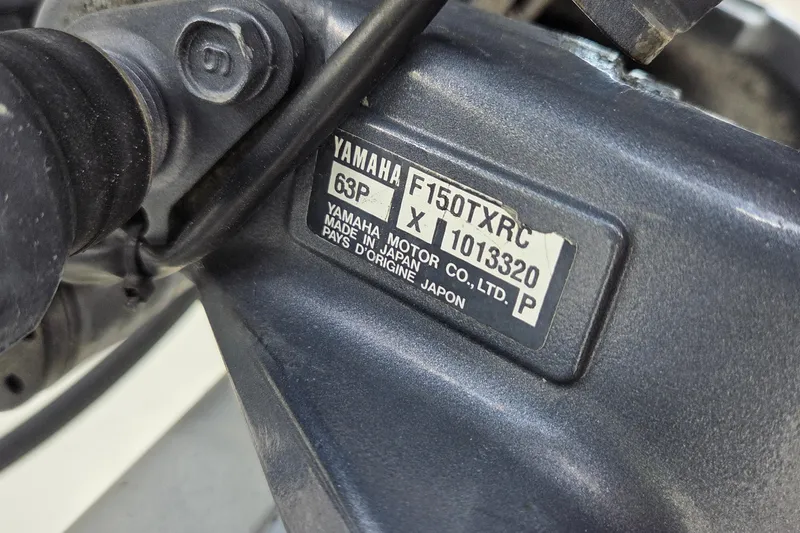 YAMAHA F150TXRC
63P X 1013320
YAMAHA MOTOR CO., LTD. P
MADE IN JAPAN
PAYS D'ORIGINE JAPON